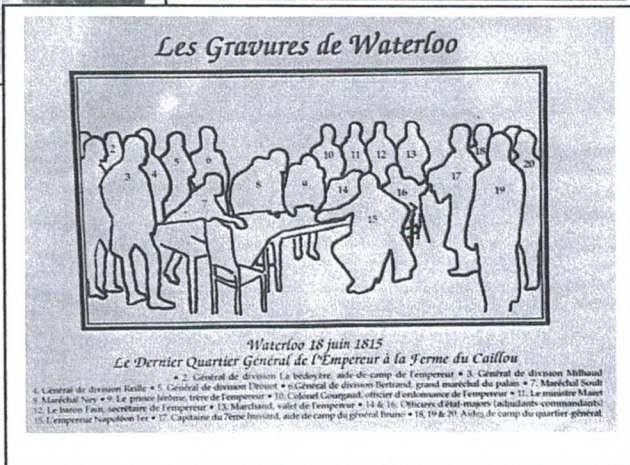 Les Gravures de Waterloo
2 3 4 5 6 7 8 9 10 11 12 13 14 15 16 17 18 19 20
Waterloo 18 juin 1815
Le Dernier Quartier Général de l'Empereur à la Ferme du Caillou
• 2. Général de division La bédoyère, aide-de-camp de l'empereur • 3. Général de division Milhaud
4. Général de division Reille • 5. Général de division Drouot • 6. Général de division Bertrand, grand maréchal du palais • 7. Maréchal Soult
8. Maréchal Ney • 9. Le prince Jérôme, frère de l'empereur • 10. Colonel Gourgaud, officier d'ordonnance de l'empereur • 11. Le ministre Maret
12. Le baron Fain, secrétaire de l'empereur • 13. Marchand, valet de l'empereur • 14 & 16. Officiers d'état-majors (adjudants-commandants)
15. L'empereur Napoléon 1er • 17. Capitaine du 7ème hussard, aide de camp du général Bruno • 18, 19 & 20. Aides de camp du quartier-général